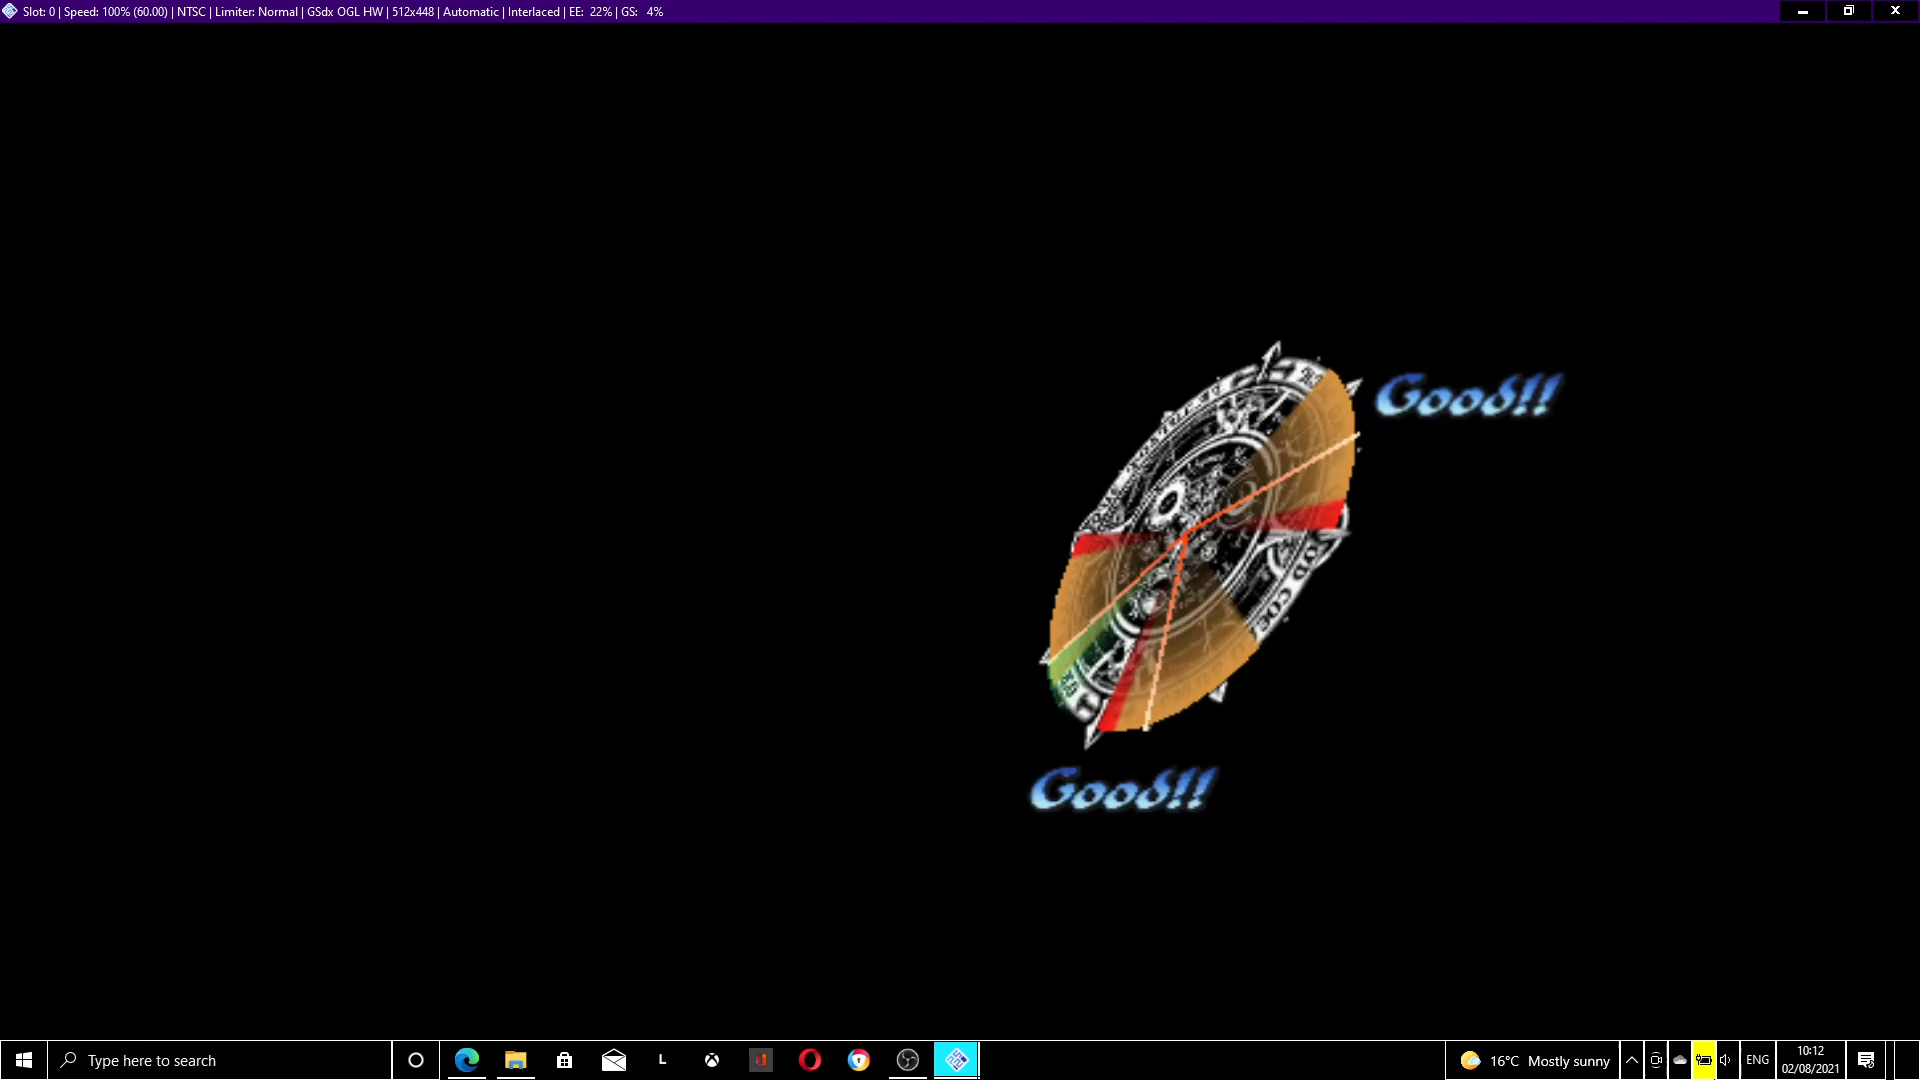 Slot: 0 | Speed: 100% (60.00) | NTSC | Limiter: Normal | GSdx OGL HW | 512x448 | Automatic | Interlaced | EE: 22% | GS: 4%
Good!!
Good!!
Type here to search
L
16°C Mostly sunny
ENG
10:12
02/08/2021